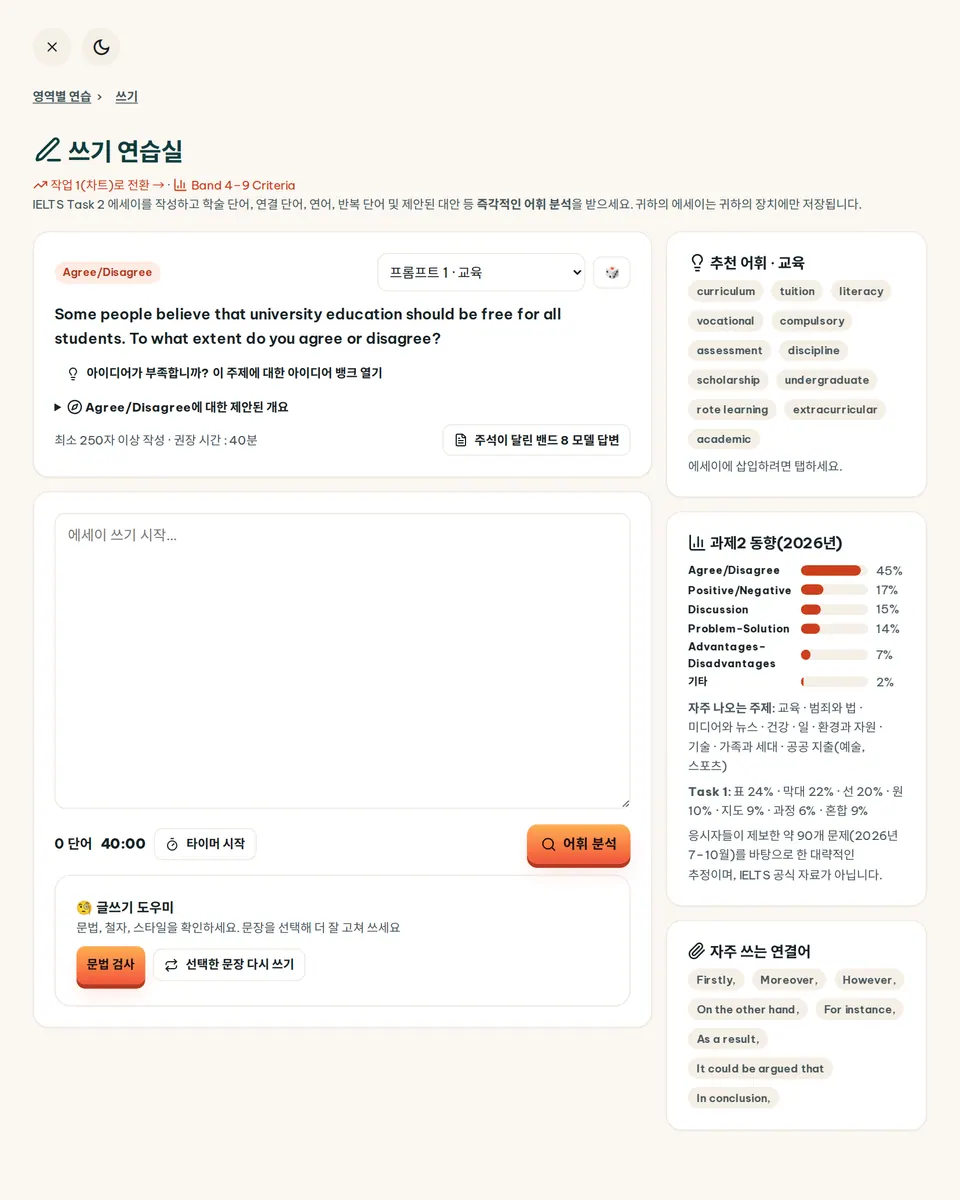 영역별 연습 › 쓰기
쓰기 연습실
작업 1(차트)로 전환 → · Band 4–9 Criteria
IELTS Task 2 에세이를 작성하고 학술 단어, 연결 단어, 연어, 반복 단어 및 제안된 대안 등 즉각적인 어휘 분석을 받으세요. 귀하의 에세이는 귀하의 장치에만 저장됩니다.
Agree/Disagree
프롬프트 1 · 교육
Some people believe that university education should be free for all
students. To what extent do you agree or disagree?
아이디어가 부족합니까? 이 주제에 대한 아이디어 뱅크 열기
Agree/Disagree에 대한 제안된 개요
최소 250자 이상 작성 · 권장 시간 : 40분
주석이 달린 밴드 8 모델 답변
에세이 쓰기 시작...
0 단어 40:00 타이머 시작
어휘 분석
글쓰기 도우미
문법, 철자, 스타일을 확인하세요. 문장을 선택해 더 잘 고쳐 쓰세요
문법 검사
선택한 문장 다시 쓰기
추천 어휘 · 교육
curriculum tuition literacy
vocational compulsory
assessment discipline
scholarship undergraduate
rote learning extracurricular
academic
에세이에 삽입하려면 탭하세요.
과제2 동향(2026년)
Agree/Disagree 45%
Positive/Negative 17%
Discussion 15%
Problem–Solution 14%
Advantages–
Disadvantages 7%
기타 2%
자주 나오는 주제: 교육 · 범죄와 법 ·
미디어와 뉴스 · 건강 · 일 · 환경과 자원 ·
기술 · 가족과 세대 · 공공 지출(예술,
스포츠)
Task 1: 표 24% · 막대 22% · 선 20% · 원
10% · 지도 9% · 과정 6% · 혼합 9%
응시자들이 제보한 약 90개 문제(2026년
7–10월)를 바탕으로 한 대략적인
추정이며, IELTS 공식 자료가 아닙니다.
자주 쓰는 연결어
Firstly, Moreover, However,
On the other hand, For instance,
As a result,
It could be argued that
In conclusion,